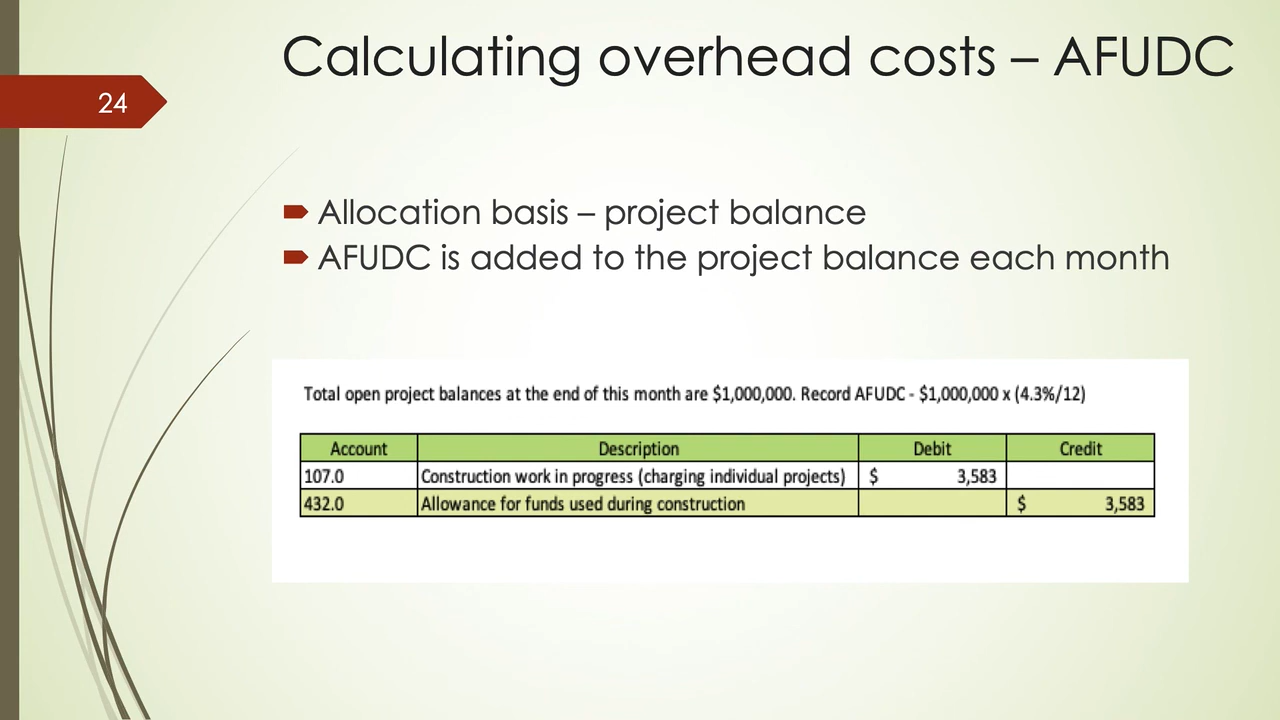 Calculating overhead costs – AFUDC
24
Allocation basis – project balance
AFUDC is added to the project balance each month
Total open project balances at the end of this month are $1,000,000. Record AFUDC - $1,000,000 x (4.3%/12)
Account Description Debit Credit
107.0 Construction work in progress (charging individual projects) $ 3,583
432.0 Allowance for funds used during construction $ 3,583